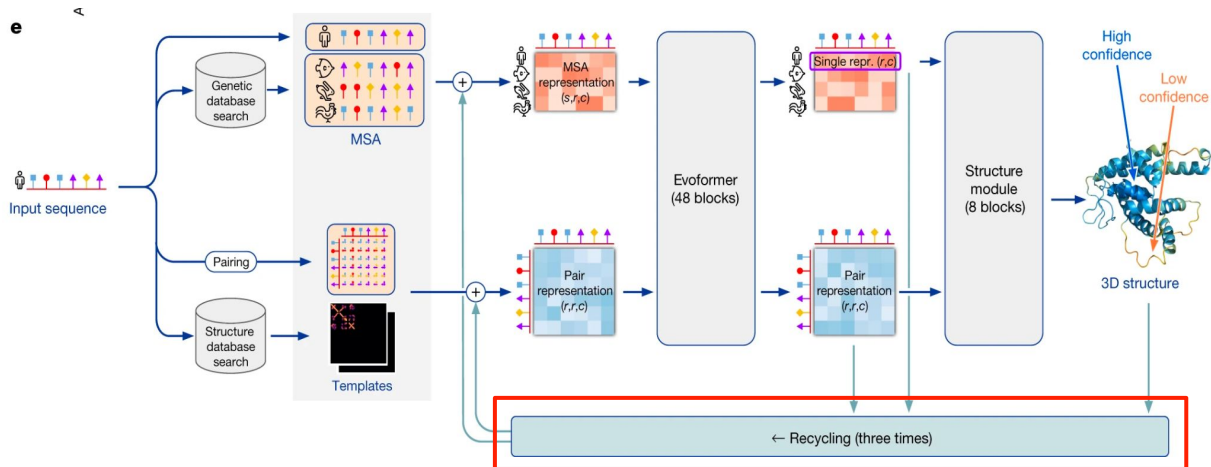 A
e
Genetic
database
search
MSA
Input sequence
Pairing
Structure
database
search
Templates
MSA
representation
(s,r,c)
Pair
representation
(r,r,c)
Evoformer
(48 blocks)
Single repr. (r,c)
Pair
representation
(r,r,c)
Structure
module
(8 blocks)
High
confidence
Low
confidence
3D structure
← Recycling (three times)